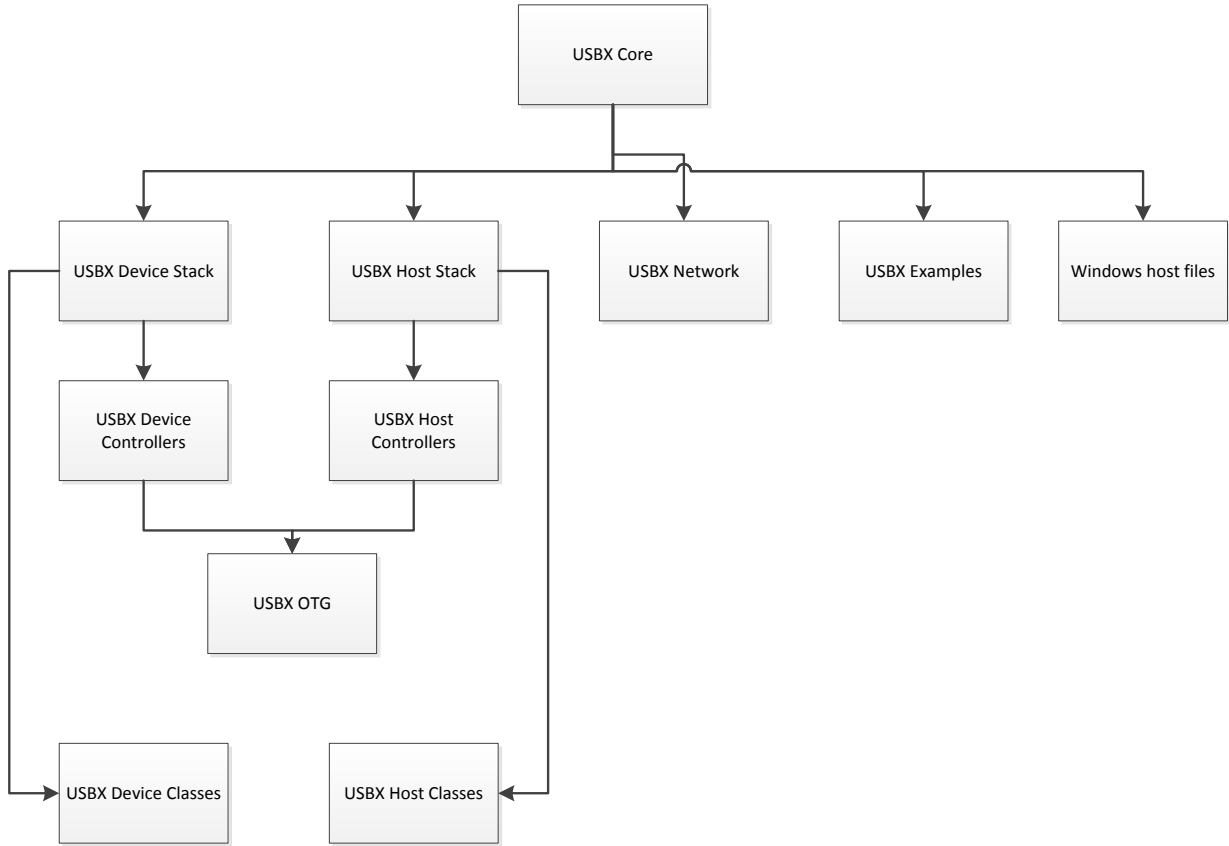 USBX Core
USBX Device Stack
USBX Host Stack
USBX Network
USBX Examples
Windows host files
USBX Device
Controllers
USBX Host
Controllers
USBX OTG
USBX Device Classes
USBX Host Classes